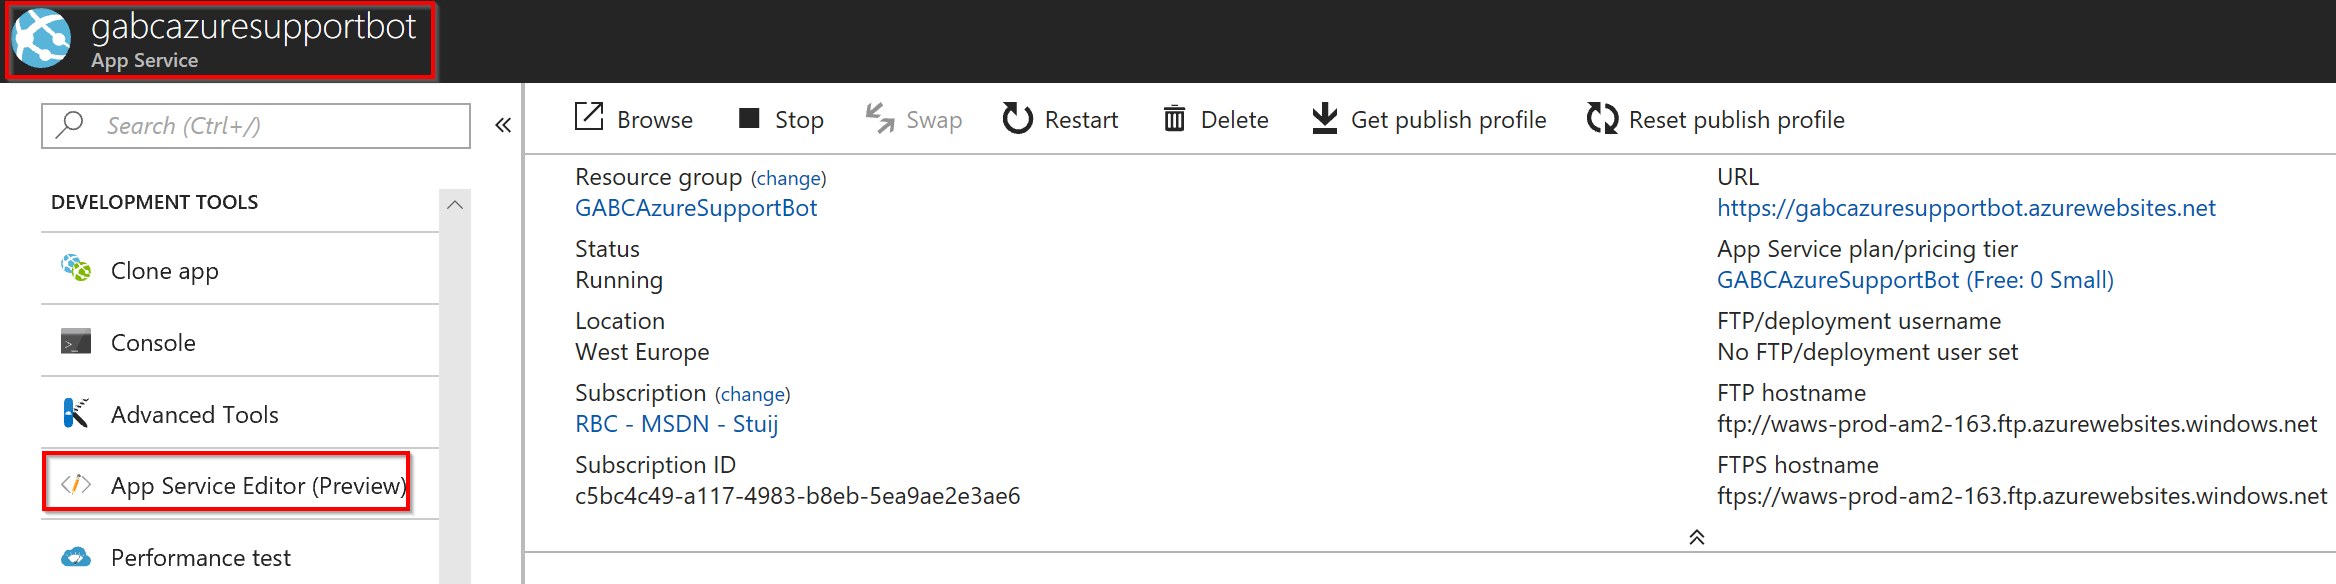 gabcazuresupportbot
App Service
Search (Ctrl+/)
DEVELOPMENT TOOLS
Clone app
Console
Advanced Tools
App Service Editor (Preview)
Performance test
Browse
Stop
Swap
Restart
Delete
Get publish profile
Reset publish profile
Resource group (change)
GABCAzureSupportBot
Status
Running
Location
West Europe
Subscription (change)
RBC - MSDN - Stuij
Subscription ID
c5bc4c49-a117-4983-b8eb-5ea9ae2e3ae6
URL
https://gabcazuresupportbot.azurewebsites.net
App Service plan/pricing tier
GABCAzureSupportBot (Free: 0 Small)
FTP/deployment username
No FTP/deployment user set
FTP hostname
ftp://waws-prod-am2-163.ftp.azurewebsites.windows.net
FTPS hostname
ftps://waws-prod-am2-163.ftp.azurewebsites.windows.net